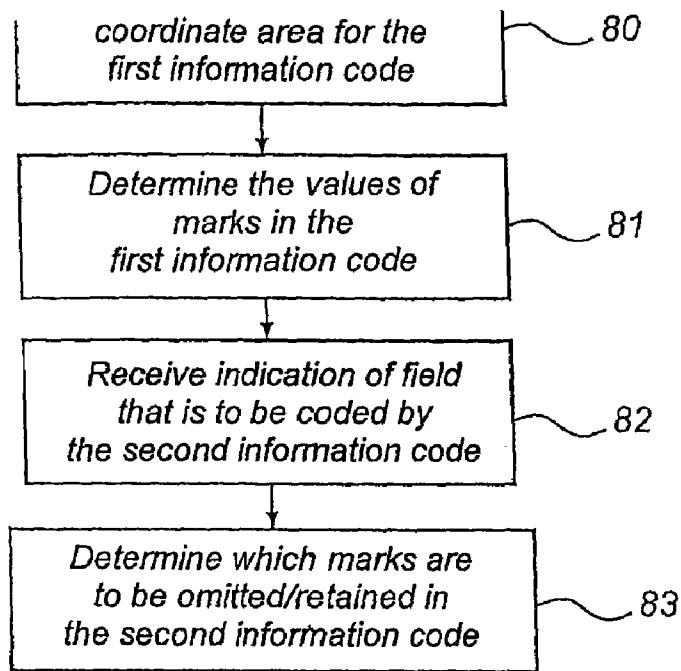 coordinate area for the
first information code
80
Determine the values of
marks in the
first information code
81
Receive indication of field
that is to be coded by
the second information code
82
Determine which marks are
to be omitted/retained in
the second information code
83